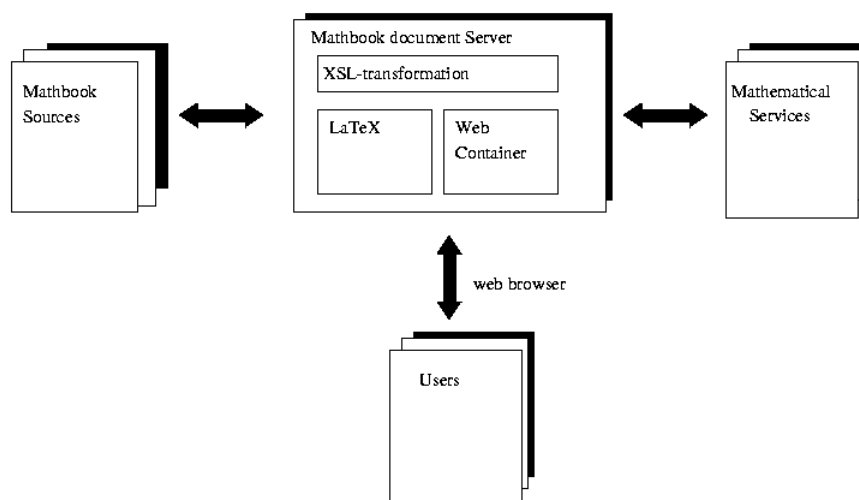 Mathbook document Server
XSL-transformation
Mathbook
Sources
LaTeX
Web
Container
Mathematical
Services
web browser
Users